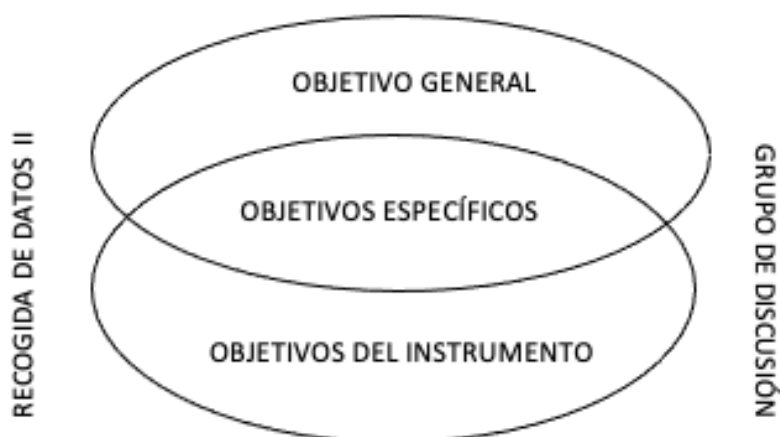 OBJETIVO GENERAL
OBJETIVOS ESPECÍFICOS
OBJETIVOS DEL INSTRUMENTO
RECOGIDA DE DATOS II
GRUPO DE DISCUSIÓN